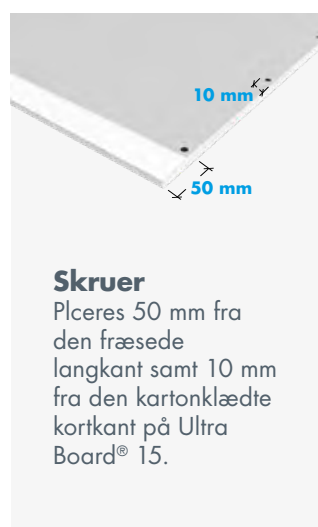 10 mm
50 mm
Skruer
Plceres 50 mm fra
den fræsede
langkant samt 10 mm
fra den kartonklædte
kortkant på Ultra
Board® 15.